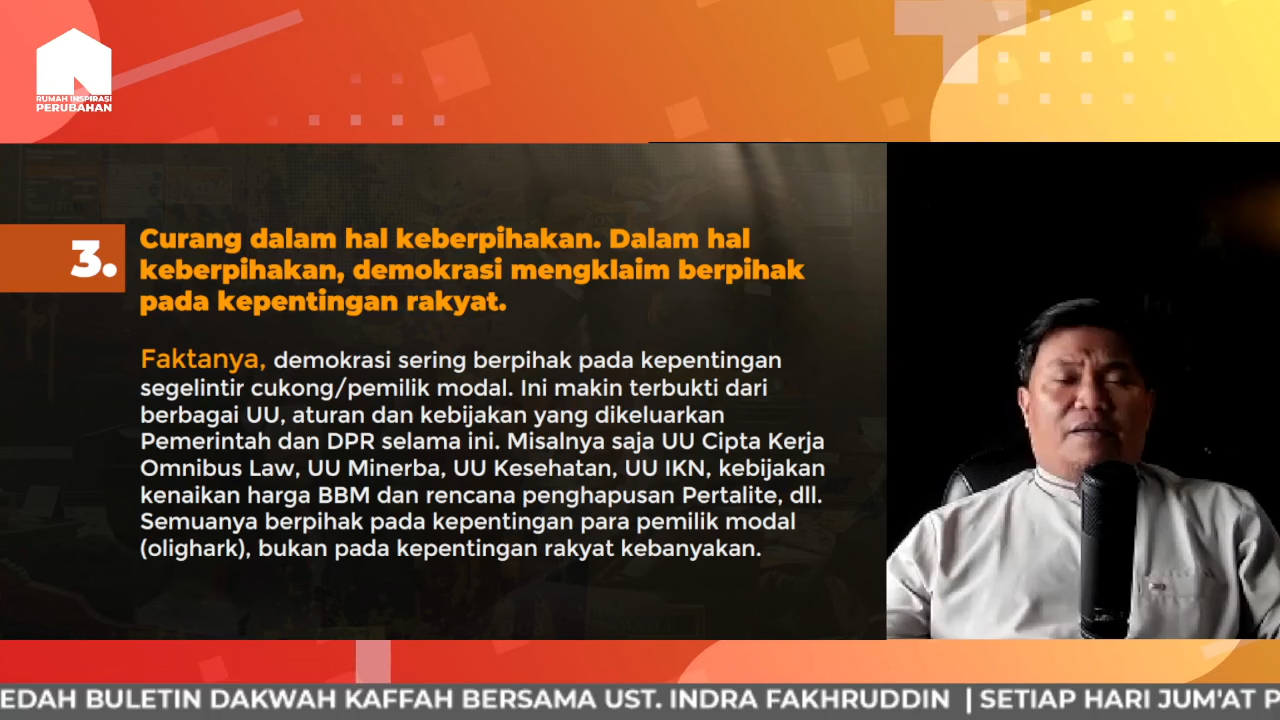 RUMAH INSPIRASI
PERUBAHAN
3.
Curang dalam hal keberpihakan. Dalam hal
keberpihakan, demokrasi mengklaim berpihak
pada kepentingan rakyat.
Faktanya, demokrasi sering berpihak pada kepentingan
segelintir cukong/pemilik modal. Ini makin terbukti dari
berbagai UU, aturan dan kebijakan yang dikeluarkan
Pemerintah dan DPR selama ini. Misalnya saja UU Cipta Kerja
Omnibus Law, UU Minerba, UU Kesehatan, UU IKN, kebijakan
kenaikan harga BBM dan rencana penghapusan Pertalite, dll.
Semuanya berpihak pada kepentingan para pemilik modal
(olighark), bukan pada kepentingan rakyat kebanyakan.
EDAH BULETIN DAKWAH KAFFAH BERSAMA UST. INDRA FAKHRUDDIN | SETIAP HARI JUM'AT P